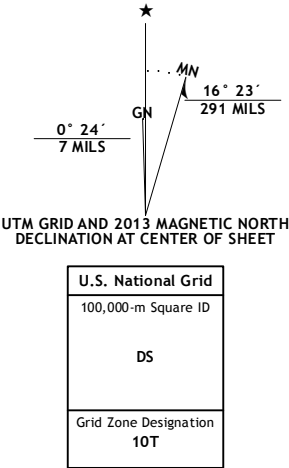 ★
MN
16° 23´
291 MILS
GN
0° 24´
7 MILS
UTM GRID AND 2013 MAGNETIC NORTH
DECLINATION AT CENTER OF SHEET
U.S. National Grid
100,000-m Square ID
DS
Grid Zone Designation
10T